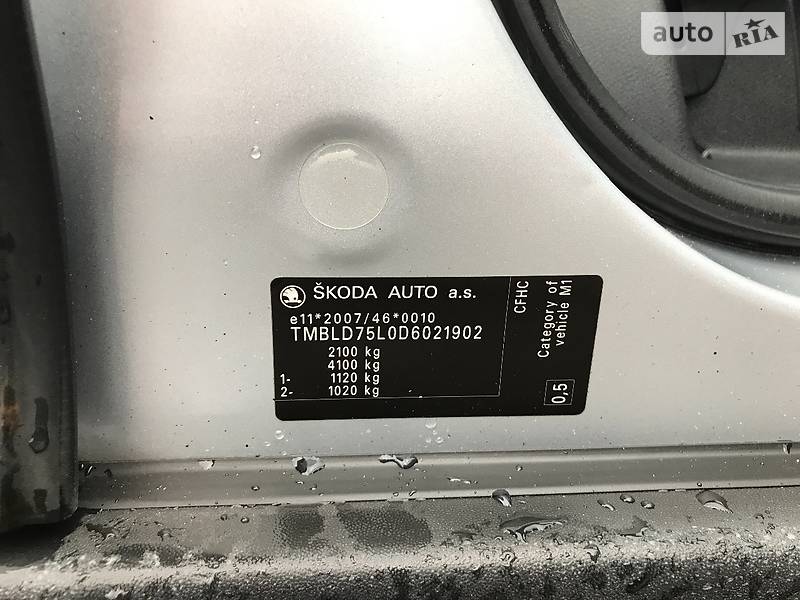 auto RIA
ŠKODA AUTO a.s.
e11*2007/46*0010
TMBLD75L0D6021902
2100 kg
4100 kg
1- 1120 kg
2- 1020 kg
CFHC
Category of
vehicle M1
0,5